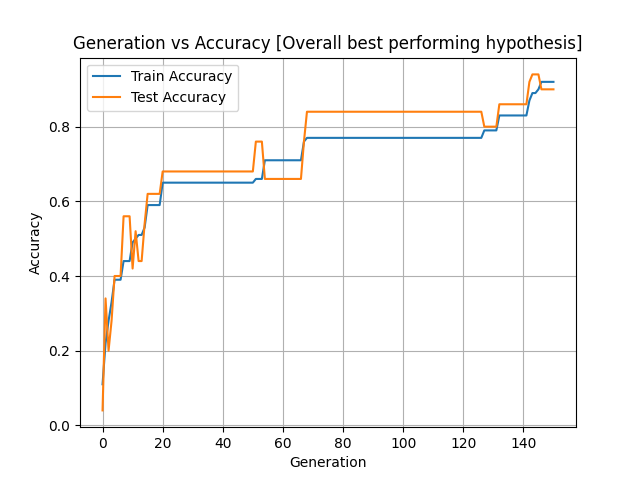 Generation vs Accuracy [Overall best performing hypothesis]
Train Accuracy
Test Accuracy
Accuracy
0.8
0.6
0.4
0.2
0.0
0 20 40 60 80 100 120 140
Generation